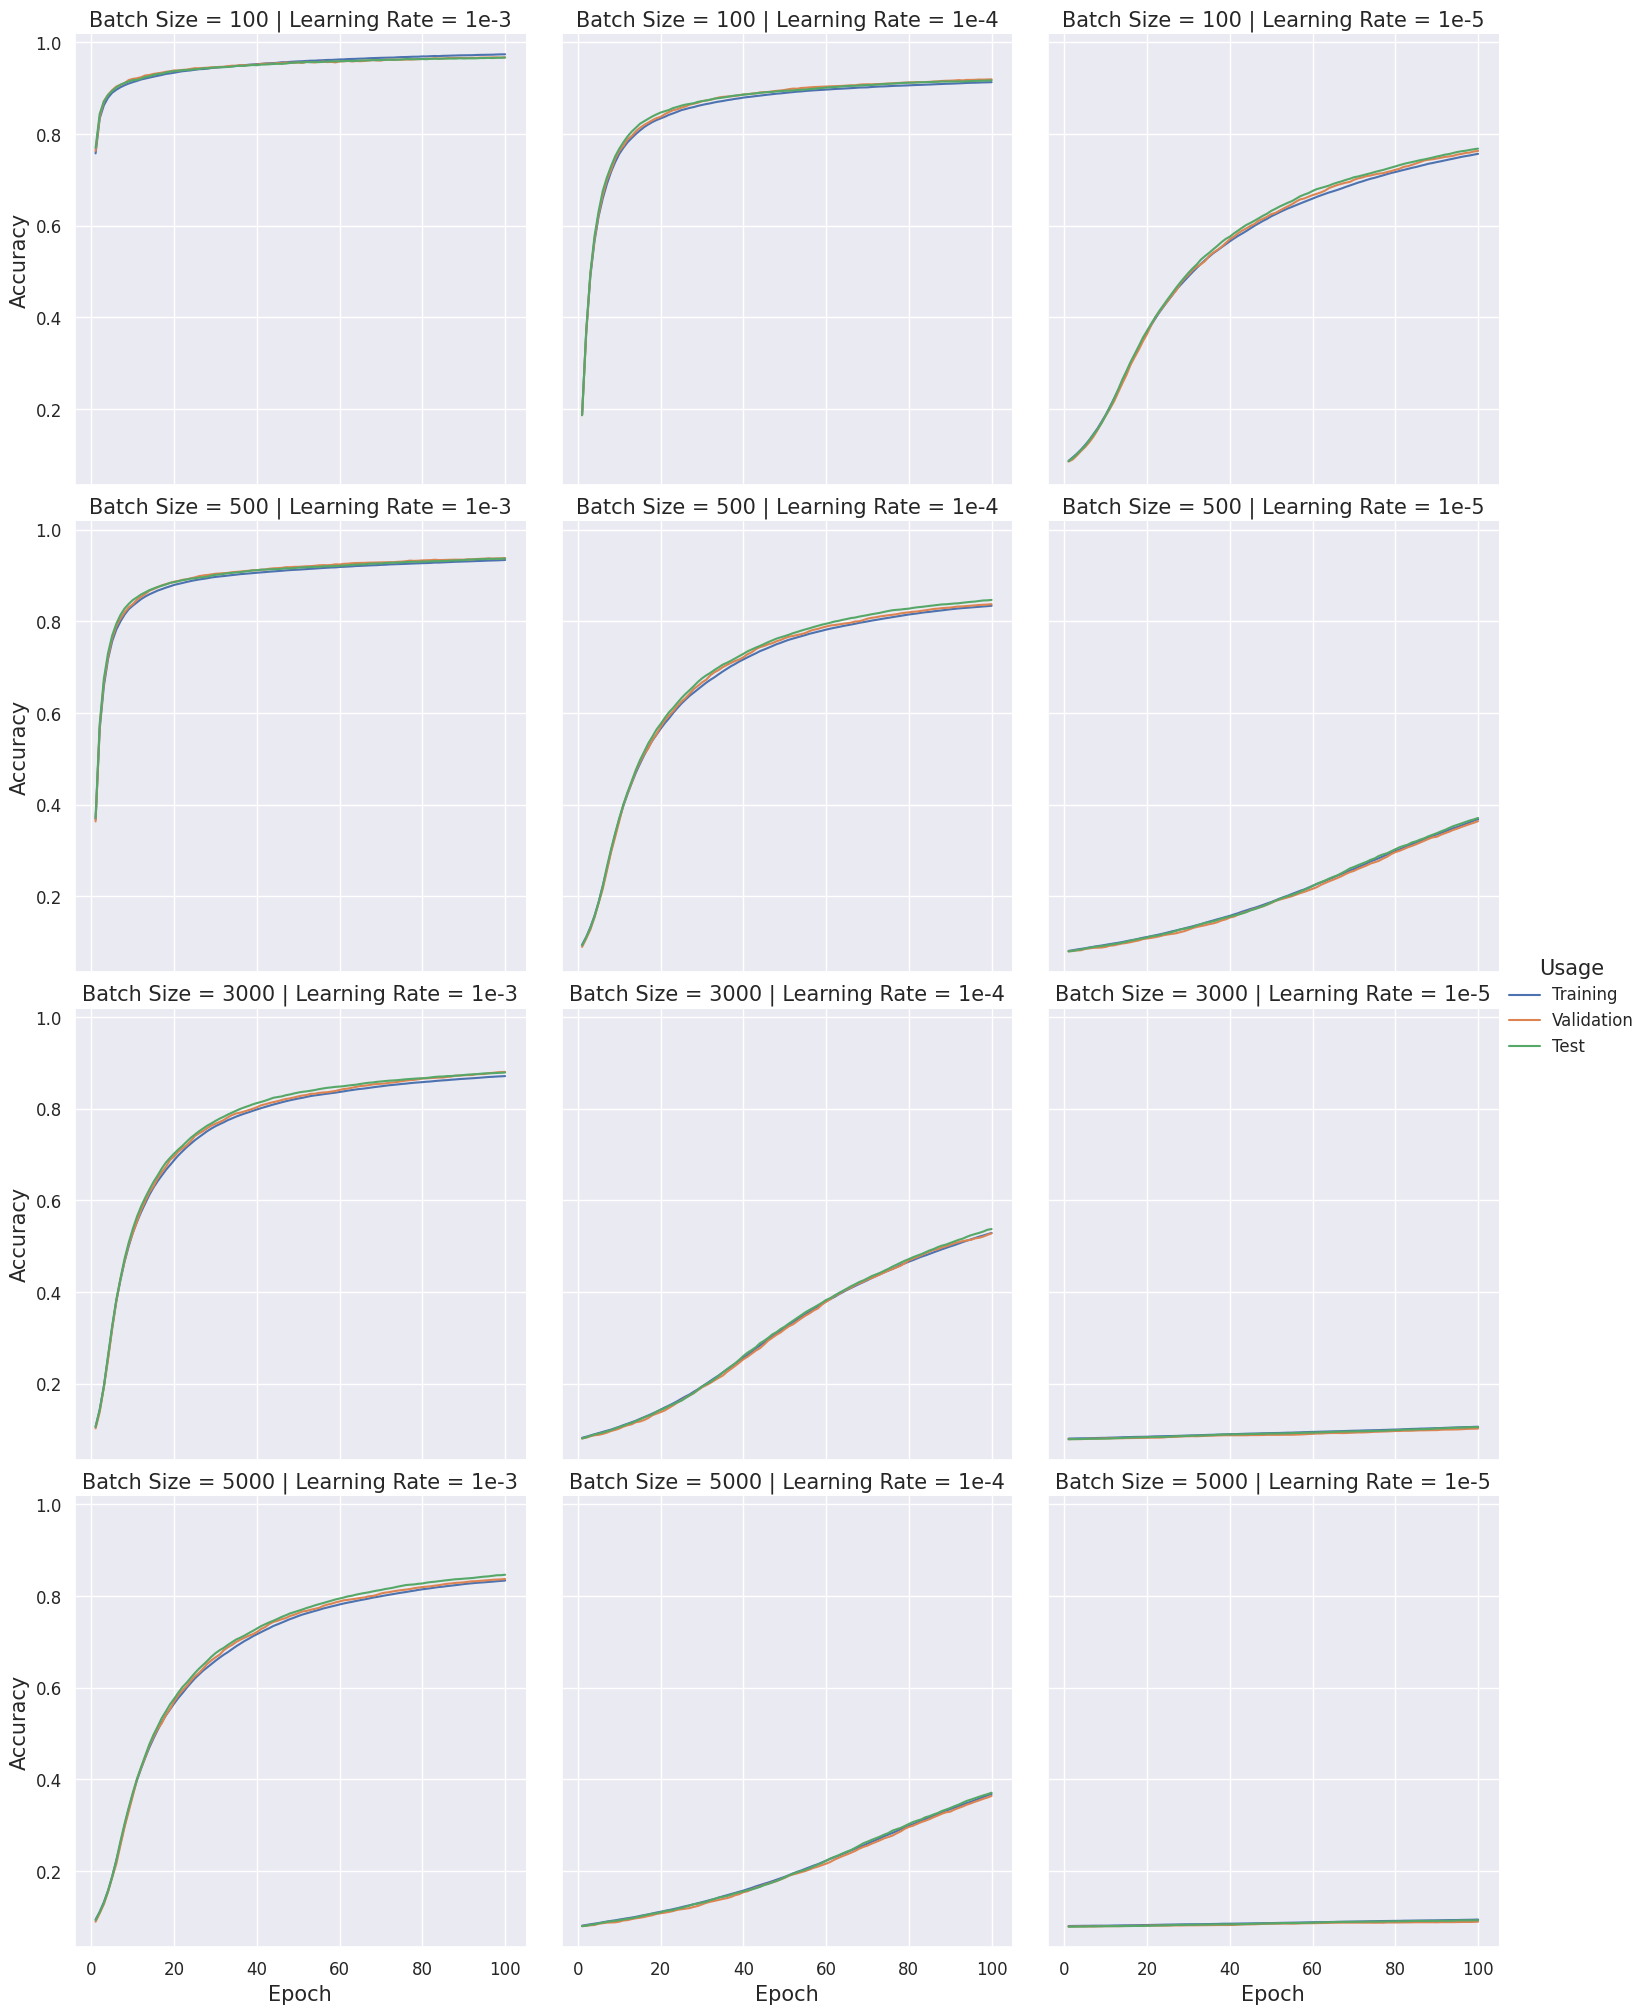 Batch Size = 100 | Learning Rate = 1e-3
Batch Size = 100 | Learning Rate = 1e-4
Batch Size = 100 | Learning Rate = 1e-5
1.0
0.8
0.6
0.4
0.2
Accuracy
Batch Size = 500 | Learning Rate = 1e-3
Batch Size = 500 | Learning Rate = 1e-4
Batch Size = 500 | Learning Rate = 1e-5
1.0
0.8
0.6
0.4
0.2
Accuracy
Usage
Training
Validation
Test
Batch Size = 3000 | Learning Rate = 1e-3
Batch Size = 3000 | Learning Rate = 1e-4
Batch Size = 3000 | Learning Rate = 1e-5
1.0
0.8
0.6
0.4
0.2
Accuracy
Batch Size = 5000 | Learning Rate = 1e-3
Batch Size = 5000 | Learning Rate = 1e-4
Batch Size = 5000 | Learning Rate = 1e-5
1.0
0.8
0.6
0.4
0.2
Accuracy
0 20 40 60 80 100
0 20 40 60 80 100
0 20 40 60 80 100
Epoch
Epoch
Epoch